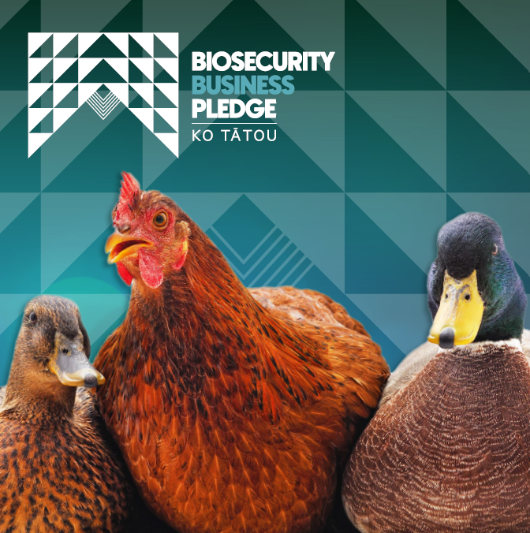 BIOSECURITY
BUSINESS
PLEDGE
KO TĀTOU